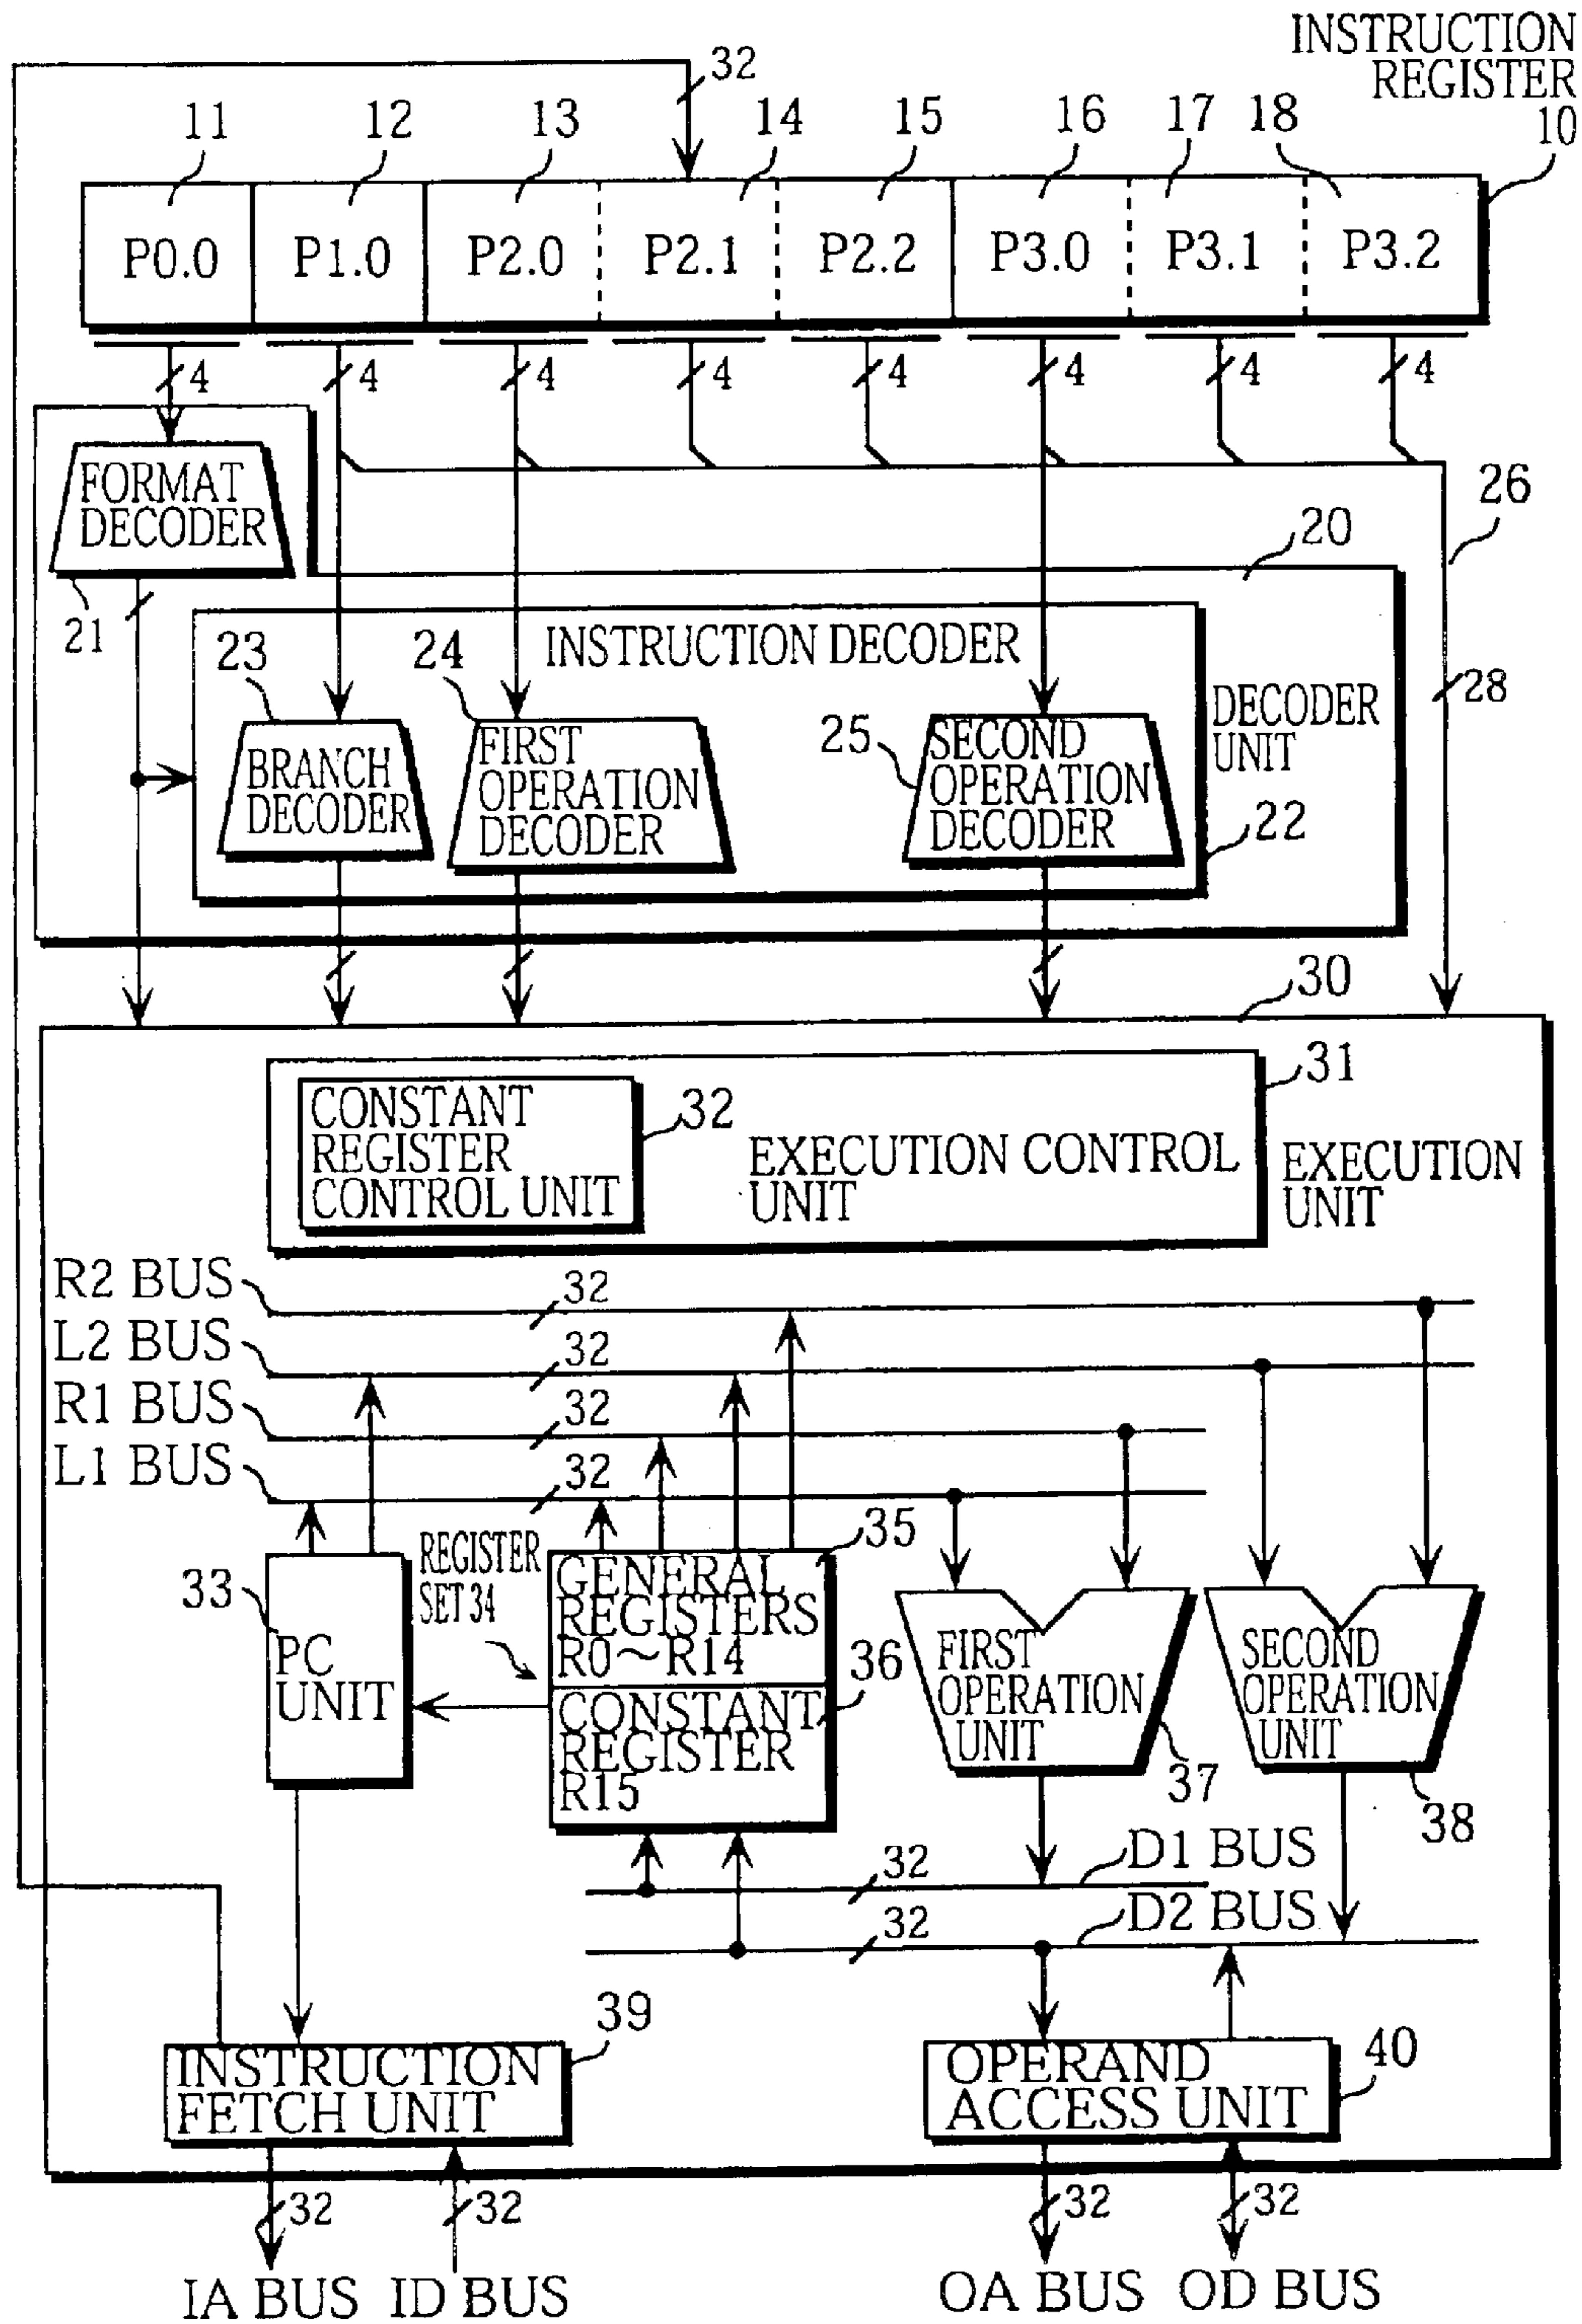 INSTRUCTION
REGISTER
10
32
11
12
13
14
15
16
17
18
P0.0
P1.0
P2.0
P2.1
P2.2
P3.0
P3.1
P3.2
4
4
4
4
4
4
4
4
FORMAT
DECODER
21
26
20
INSTRUCTION DECODER
23
24
25
28
DECODER
UNIT
BRANCH
DECODER
FIRST
OPERATION
DECODER
SECOND
OPERATION
DECODER
22
30
31
CONSTANT
REGISTER
CONTROL UNIT
32
EXECUTION CONTROL
UNIT
EXECUTION
UNIT
R2 BUS
32
L2 BUS
32
R1 BUS
32
L1 BUS
32
33
PC
UNIT
REGISTER
SET 34
35
GENERAL
REGISTERS
R0~R14
36
CONSTANT
REGISTER
R15
FIRST
OPERATION
UNIT
37
SECOND
OPERATION
UNIT
38
32
D1 BUS
32
D2 BUS
39
INSTRUCTION
FETCH UNIT
OPERAND
ACCESS UNIT
40
32
32
32
32
IA BUS
ID BUS
OA BUS
OD BUS